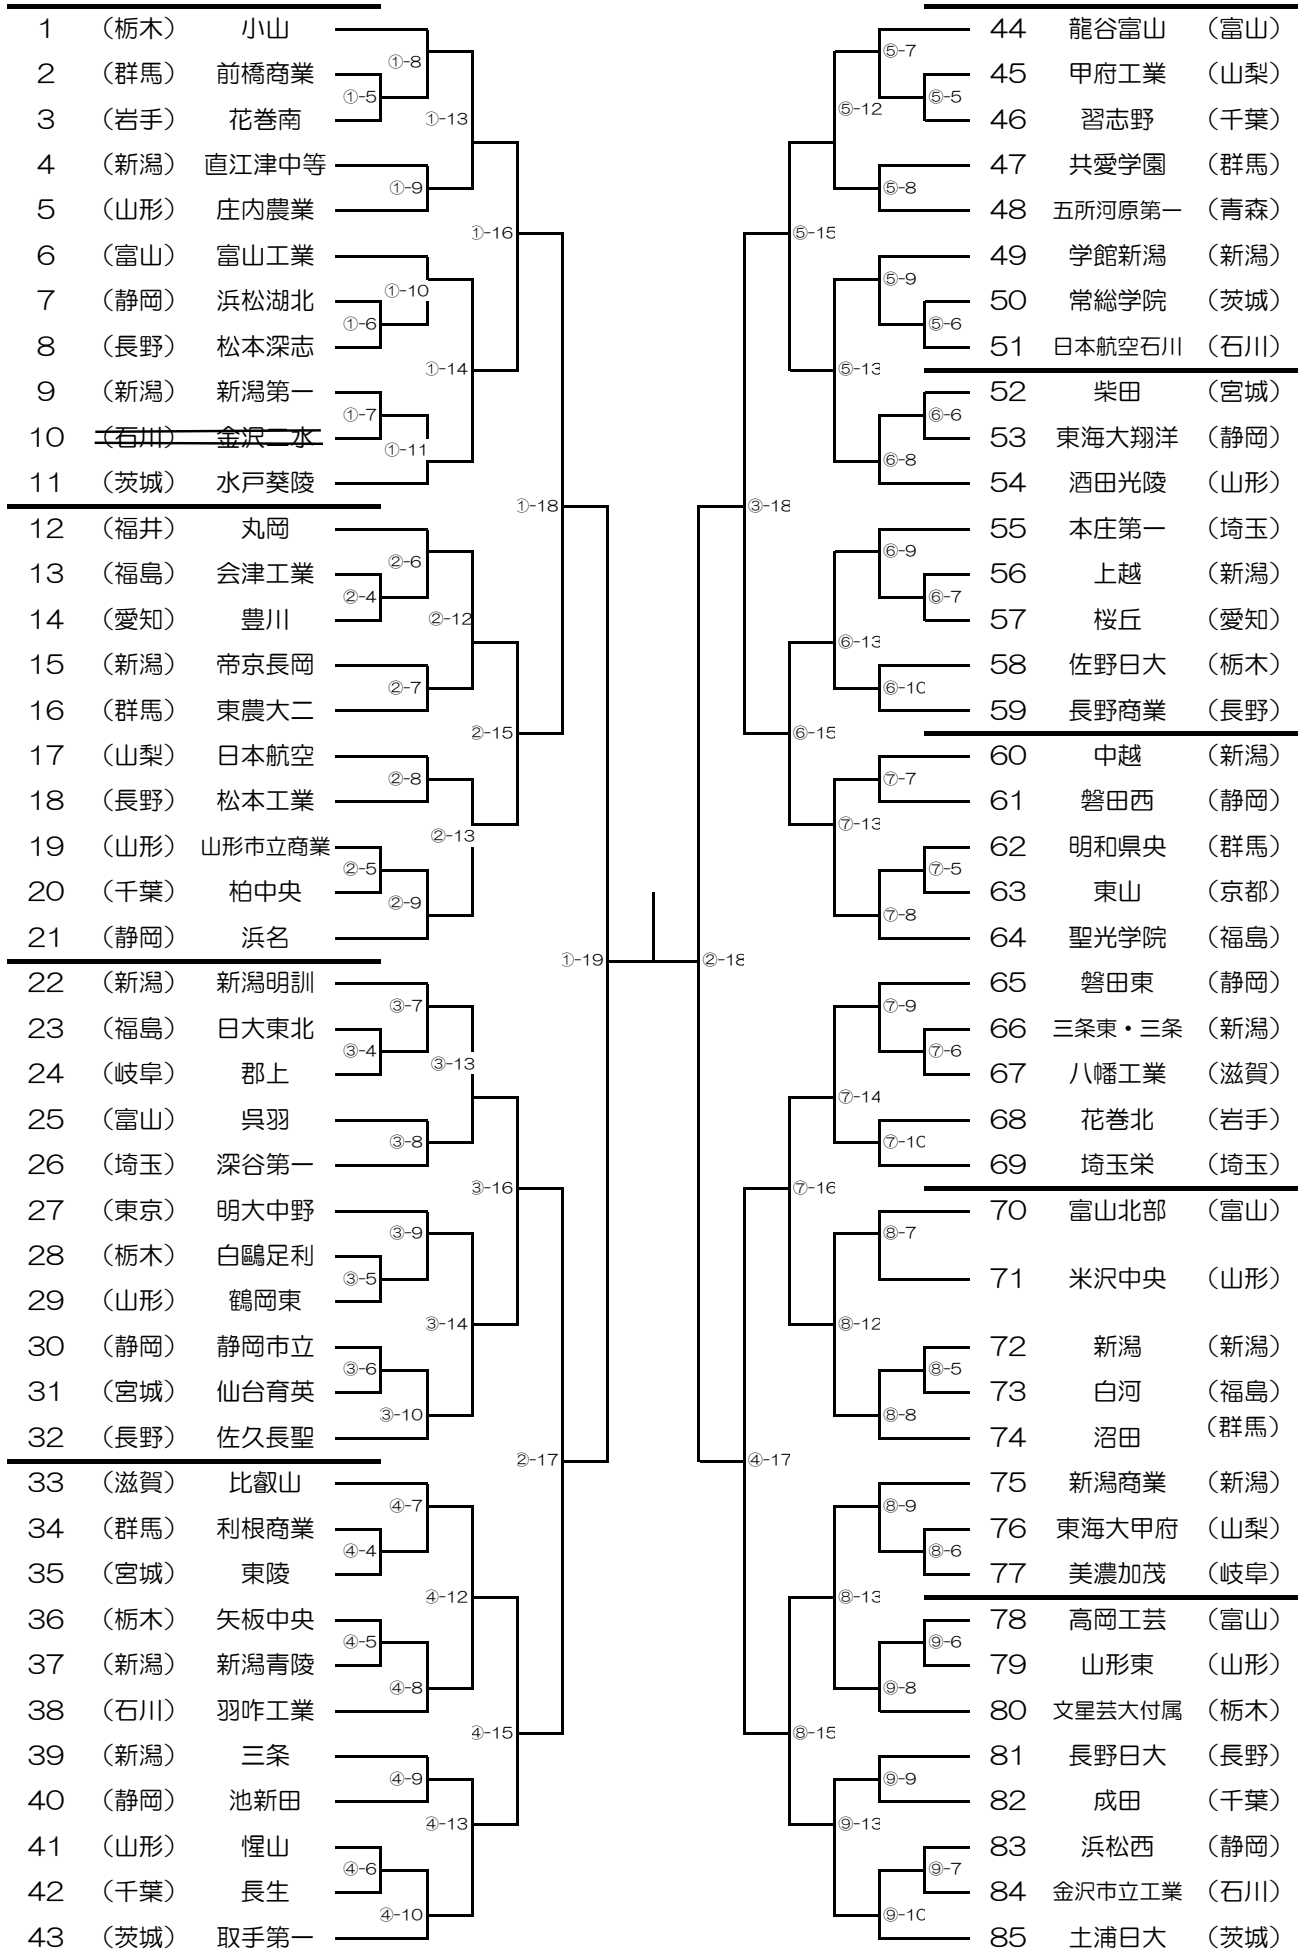 1 （栃木） 小山
2 （群馬） 前橋商業
3 （岩手） 花巻南
4 （新潟） 直江津中等
5 （山形） 庄内農業
6 （富山） 富山工業
7 （静岡） 浜松湖北
8 （長野） 松本深志
9 （新潟） 新潟第一
10 （石川） 金沢二水
11 （茨城） 水戸葵陵
12 （福井） 丸岡
13 （福島） 会津工業
14 （愛知） 豊川
15 （新潟） 帝京長岡
16 （群馬） 東農大二
17 （山梨） 日本航空
18 （長野） 松本工業
19 （山形） 山形市立商業
20 （千葉） 柏中央
21 （静岡） 浜名
22 （新潟） 新潟明訓
23 （福島） 日大東北
24 （岐阜） 郡上
25 （富山） 呉羽
26 （埼玉） 深谷第一
27 （東京） 明大中野
28 （栃木） 白鷗足利
29 （山形） 鶴岡東
30 （静岡） 静岡市立
31 （宮城） 仙台育英
32 （長野） 佐久長聖
33 （滋賀） 比叡山
34 （群馬） 利根商業
35 （宮城） 東陵
36 （栃木） 矢板中央
37 （新潟） 新潟青陵
38 （石川） 羽咋工業
39 （新潟） 三条
40 （静岡） 池新田
41 （山形） 惺山
42 （千葉） 長生
43 （茨城） 取手第一
①-8
①-5
①-13
①-9
①-16
①-10
①-6
①-14
①-7
①-11
①-18
②-6
②-4
②-12
②-7
②-15
②-8
②-13
②-5
②-9
①-19
③-7
③-4
③-13
③-8
③-16
③-9
③-5
③-14
③-6
③-10
②-17
④-7
④-4
④-12
④-5
④-8
④-15
④-9
④-13
④-6
④-10
⑤-7
⑤-5
⑤-12
⑤-8
⑤-15
⑤-9
⑤-6
⑤-13
⑥-6
⑥-8
③-18
⑥-9
⑥-7
⑥-13
⑥-10
⑥-15
⑦-7
⑦-13
⑦-5
⑦-8
②-18
⑦-9
⑦-6
⑦-14
⑦-10
⑦-16
⑧-7
⑧-12
⑧-5
⑧-8
④-17
⑧-9
⑧-6
⑧-13
⑨-6
⑨-8
⑧-15
⑨-9
⑨-13
⑨-7
⑨-10
44 龍谷富山 （富山）
45 甲府工業 （山梨）
46 習志野 （千葉）
47 共愛学園 （群馬）
48 五所河原第一 （青森）
49 学館新潟 （新潟）
50 常総学院 （茨城）
51 日本航空石川 （石川）
52 柴田 （宮城）
53 東海大翔洋 （静岡）
54 酒田光陵 （山形）
55 本庄第一 （埼玉）
56 上越 （新潟）
57 桜丘 （愛知）
58 佐野日大 （栃木）
59 長野商業 （長野）
60 中越 （新潟）
61 磐田西 （静岡）
62 明和県央 （群馬）
63 東山 （京都）
64 聖光学院 （福島）
65 磐田東 （静岡）
66 三条東・三条 （新潟）
67 八幡工業 （滋賀）
68 花巻北 （岩手）
69 埼玉栄 （埼玉）
70 富山北部 （富山）
71 米沢中央 （山形）
72 新潟 （新潟）
73 白河 （福島）
74 沼田 （群馬）
75 新潟商業 （新潟）
76 東海大甲府 （山梨）
77 美濃加茂 （岐阜）
78 高岡工芸 （富山）
79 山形東 （山形）
80 文星芸大付属 （栃木）
81 長野日大 （長野）
82 成田 （千葉）
83 浜松西 （静岡）
84 金沢市立工業 （石川）
85 土浦日大 （茨城）